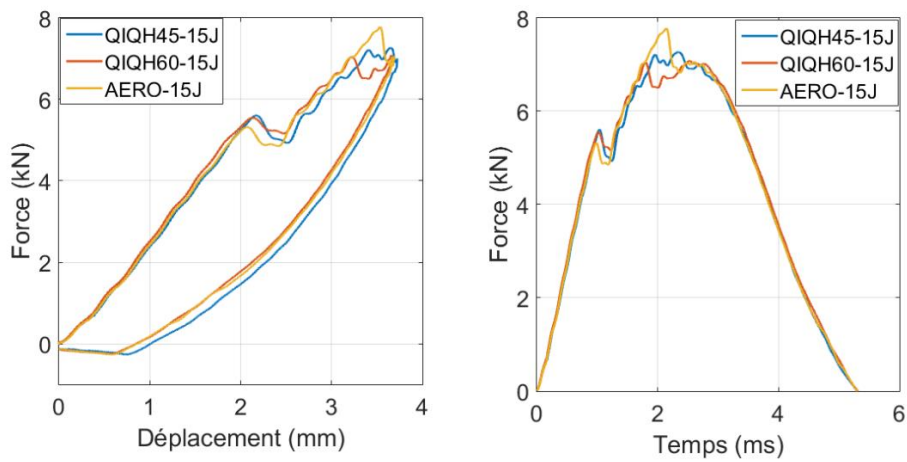 8
QIQH45-15J
QIQH60-15J
AERO-15J
6
4
2
0
Force (kN)
0 1 2 3 4
Déplacement (mm)
8
QIQH45-15J
QIQH60-15J
AERO-15J
6
4
2
0
Force (kN)
0 2 4 6
Temps (ms)